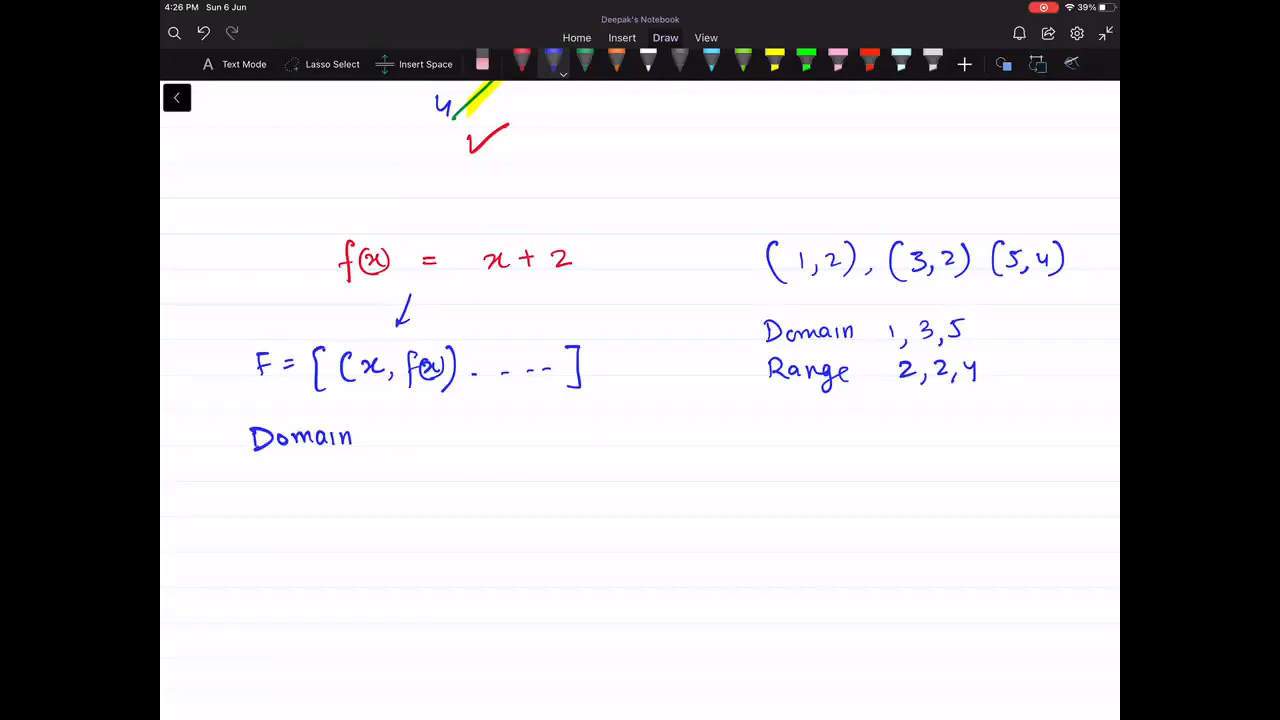 4:26 PM Sun 6 Jun
39%
Deepak's Notebook
Home Insert Draw View
Text Mode Lasso Select Insert Space
4
f(x) = x + 2
(1,2), (3,2) (5,4)
F = [(x, f(x)) . - - - - ]
Domain 1, 3, 5
Range 2, 2, 4
Domain